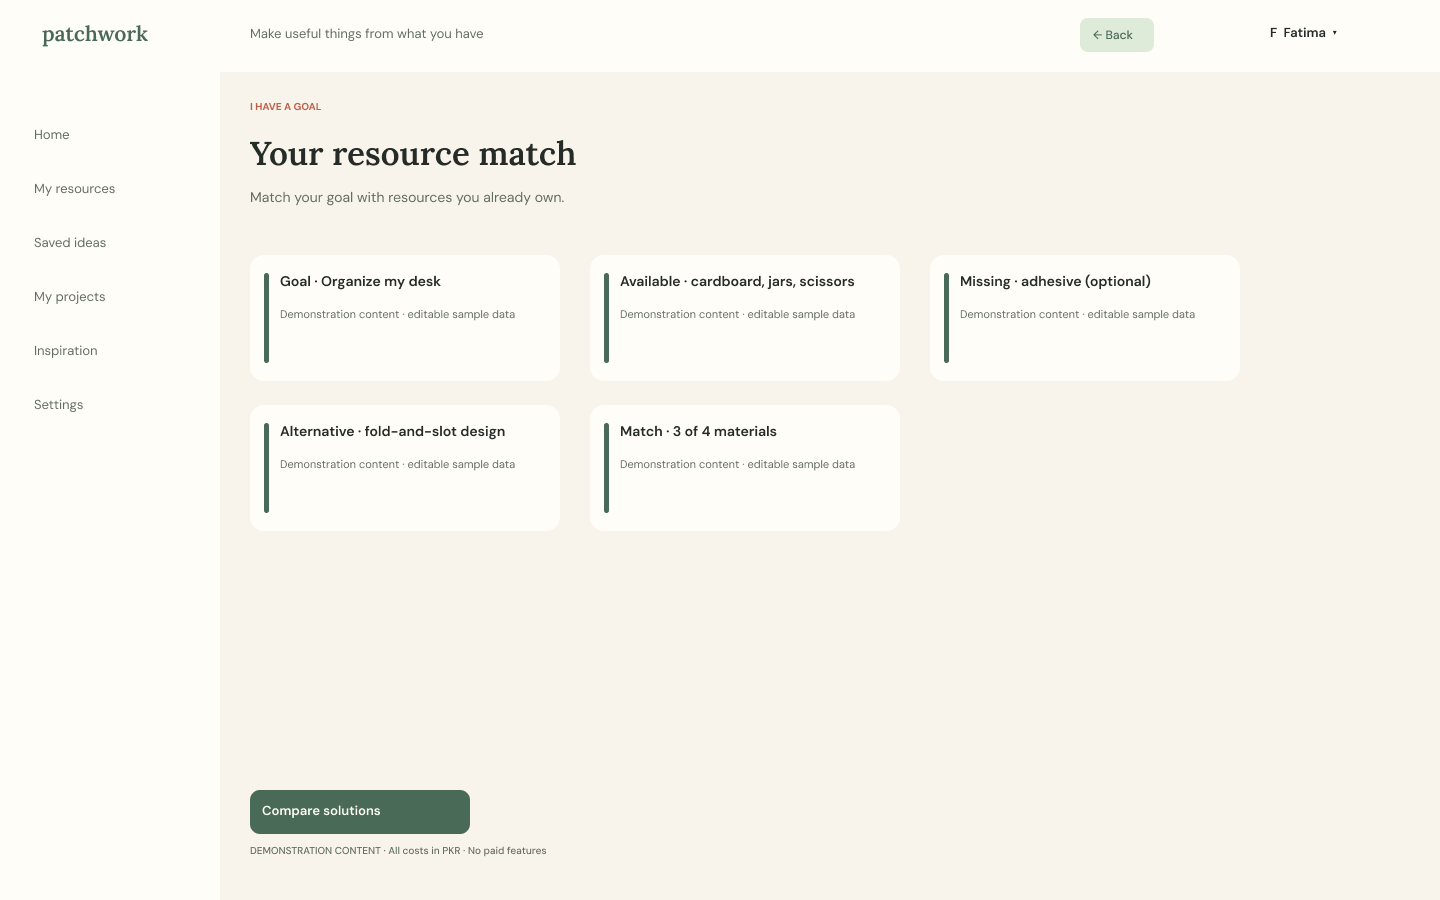 patchwork
Make useful things from what you have
← Back
F Fatima ▾
Home
My resources
Saved ideas
My projects
Inspiration
Settings
I HAVE A GOAL
Your resource match
Match your goal with resources you already own.
Goal · Organize my desk
Demonstration content · editable sample data
Available · cardboard, jars, scissors
Demonstration content · editable sample data
Missing · adhesive (optional)
Demonstration content · editable sample data
Alternative · fold-and-slot design
Demonstration content · editable sample data
Match · 3 of 4 materials
Demonstration content · editable sample data
Compare solutions
DEMONSTRATION CONTENT · All costs in PKR · No paid features